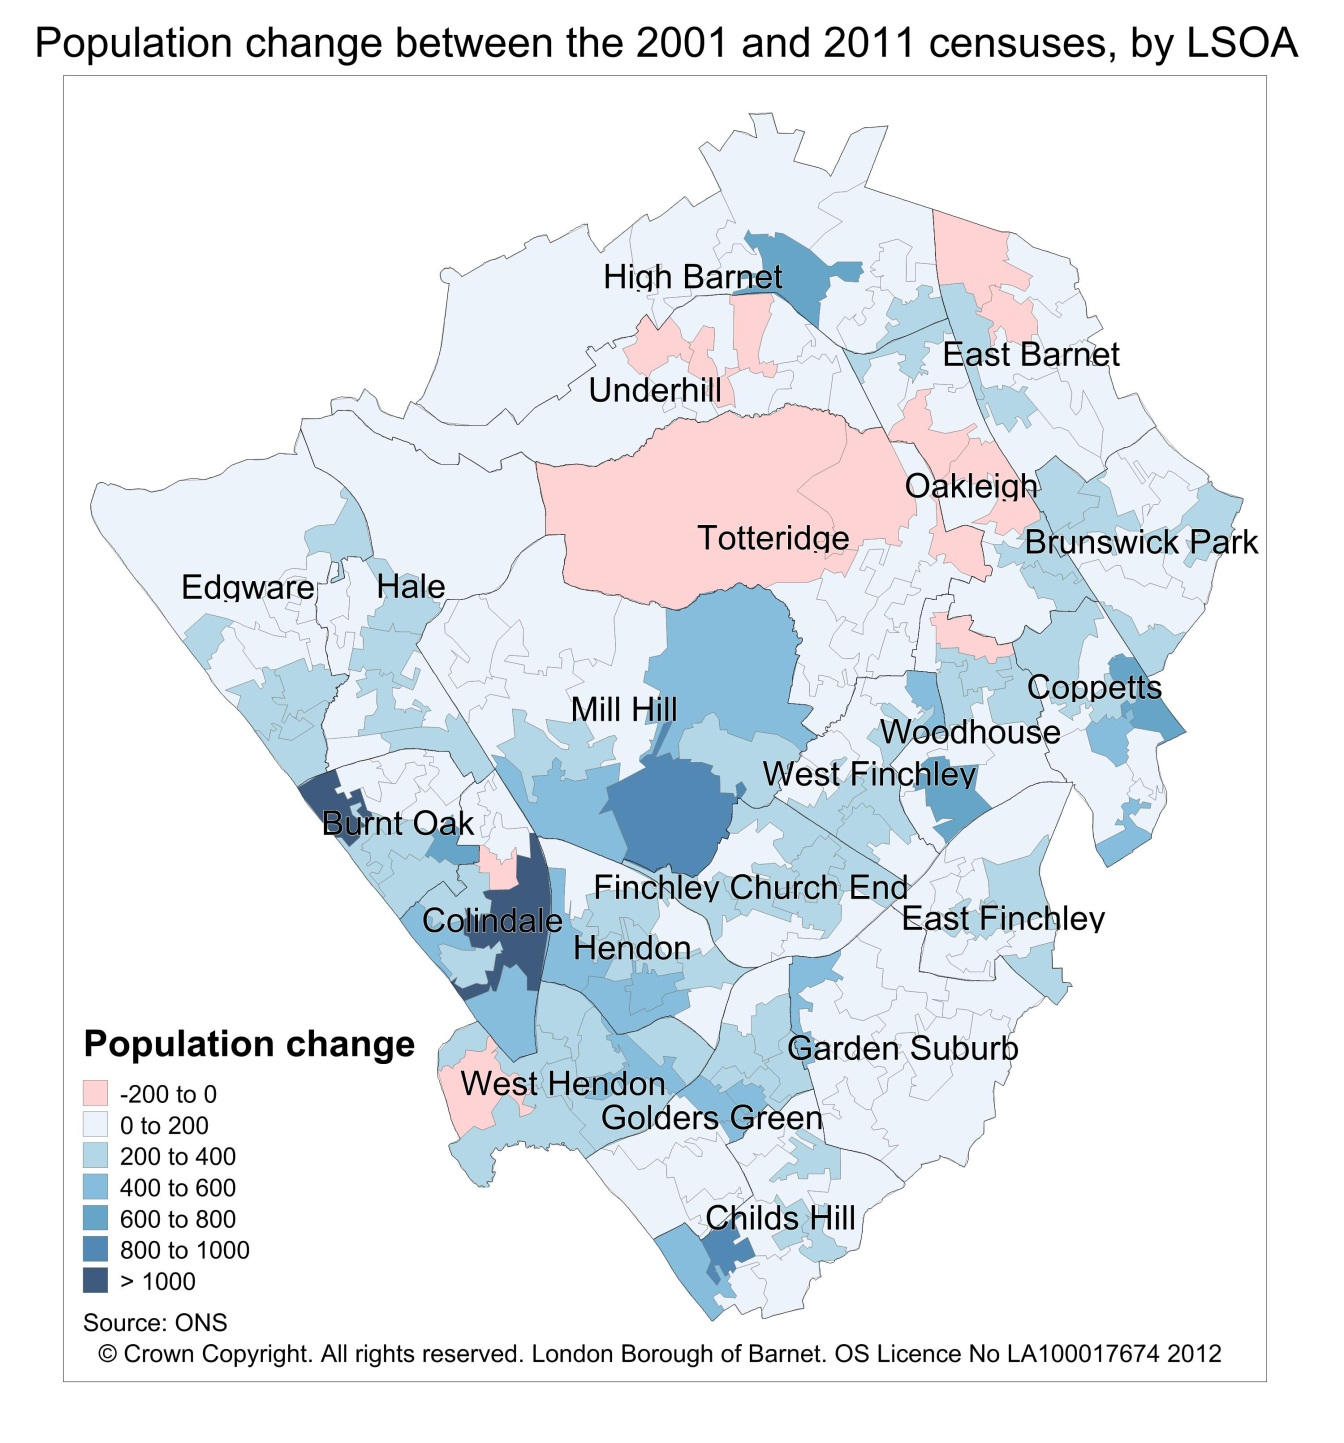 Population change between the 2001 and 2011 censuses, by LSOA
High Barnet
East Barnet
Underhill
Oakleigh
Totteridge
Brunswick Park
Edgware
Hale
Coppetts
Mill Hill
Woodhouse
West Finchley
Burnt Oak
Finchley Church End
Colindale
East Finchley
Hendon
Garden Suburb
West Hendon
Golders Green
Childs Hill
Population change
-200 to 0
0 to 200
200 to 400
400 to 600
600 to 800
800 to 1000
> 1000
Source: ONS
© Crown Copyright. All rights reserved. London Borough of Barnet. OS Licence No LA100017674 2012